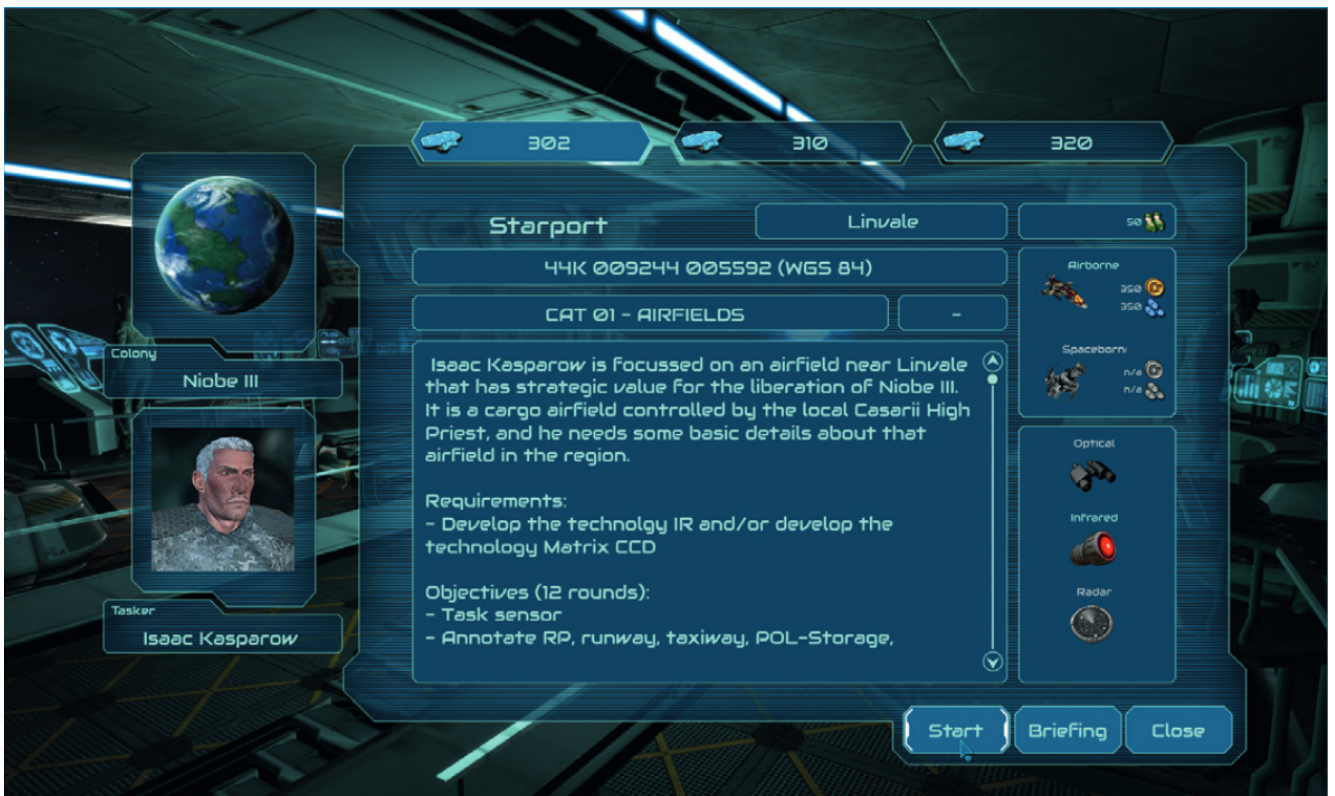 302
310
320
Starport
Linvale
50
44K 009244 005592 (WGS 84)
CAT 01 - AIRFIELDS
-
Airborne
350
350
Spaceborn
n/a
n/a
Colony
Niobe III
Isaac Kasparow is focussed on an airfield near Linvale
that has strategic value for the liberation of Niobe III.
It is a cargo airfield controlled by the local Casarii High
Priest, and he needs some basic details about that
airfield in the region.
Requirements:
- Develop the technolgy IR and/or develop the
technology Matrix CCD
Objectives (12 rounds):
- Task sensor
- Annotate RP, runway, taxiway, POL-Storage,
Optical
Infrared
Radar
Tasker
Isaac Kasparow
Start
Briefing
Close